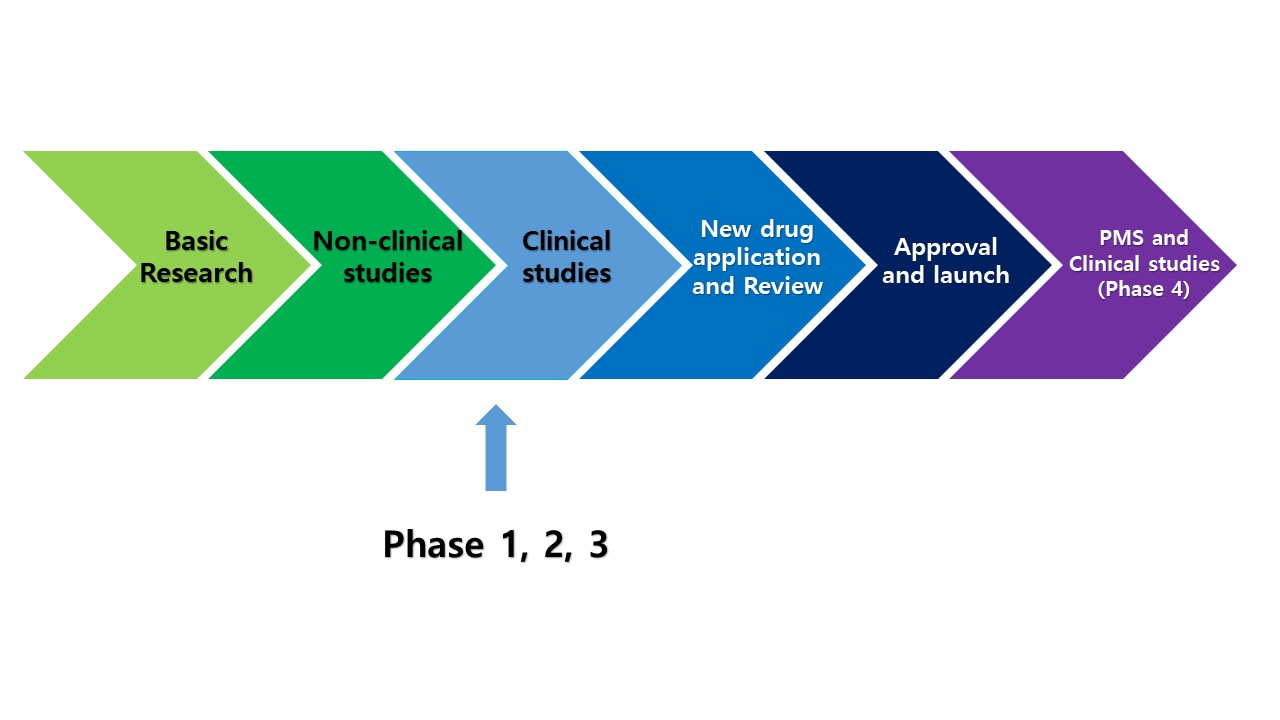 Basic
Research
Non-clinical
studies
Clinical
studies
New drug
application
and Review
Approval
and launch
PMS and
Clinical studies
(Phase 4)
Phase 1, 2, 3